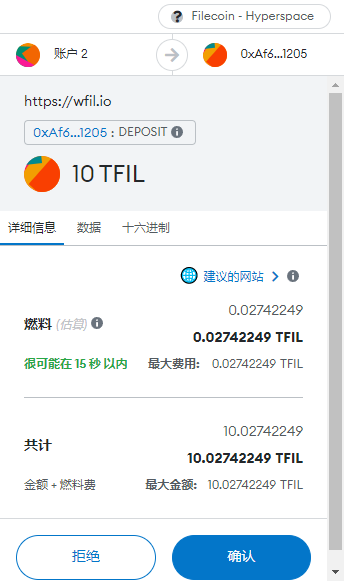 Filecoin - Hyperspace
账户 2
0xAf6...1205
https://wfil.io
0xAf6...1205 : DEPOSIT
10 TFIL
详细信息 数据 十六进制
建议的网站
0.02742249
燃料 (估算) 0.02742249 TFIL
很可能在 15 秒 以内 最大费用: 0.02742249 TFIL
10.02742249
共计 10.02742249 TFIL
金额 + 燃料费 最大金额: 10.02742249 TFIL
拒绝 确认